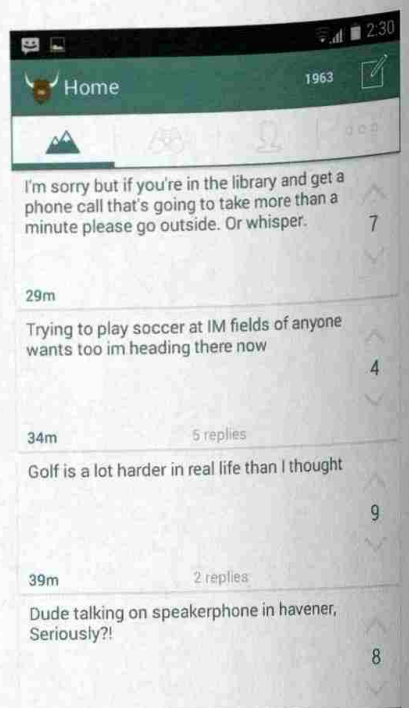 2:30
Home
1963
I'm sorry but if you're in the library and get a
phone call that's going to take more than a
minute please go outside. Or whisper.
7
29m
Trying to play soccer at IM fields of anyone
wants too im heading there now
4
34m
5 replies
Golf is a lot harder in real life than I thought
9
39m
2 replies
Dude talking on speakerphone in havener,
Seriously?!
8